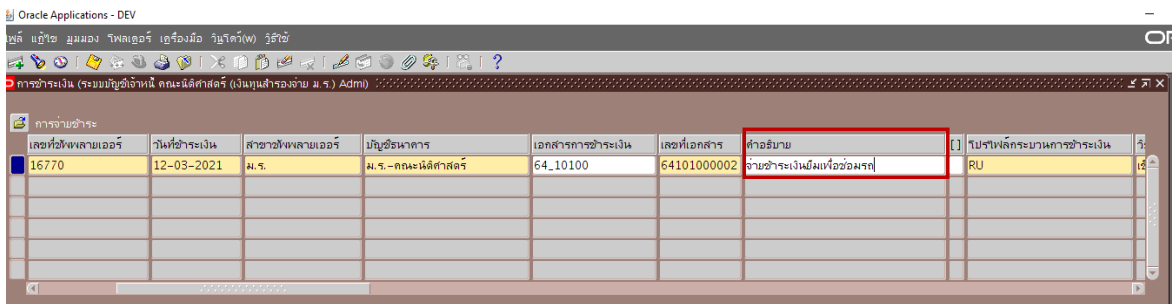 Oracle Applications - DEV
เพิ่ล แก้ไข มุมมอง โฟลเดอร์ เครื่องมือ วินโดว์(w) วิธีใช้
การชำระเงิน (ระบบบัญชีเจ้าหนี้ คณะนิติศาสตร์ (เงินทุนสำรองจ่าย ม.ร.) Admi)
การจ่ายชำระ
เลขที่ซัพพลายเออร์ วันที่ชำระเงิน สาขาซัพพลายเออร์ บัญชีธนาคาร เอกสารการชำระเงิน เลขที่เอกสาร คำอธิบาย [] โปรไฟล์กระบวนการชำระเงิน
16770 12-03-2021 ม.ร. ม.ร.-คณะนิติศาสตร์ 64_10100 64101000002 จ่ายชำระเงินยืมเพื่อซ่อมรถ RU